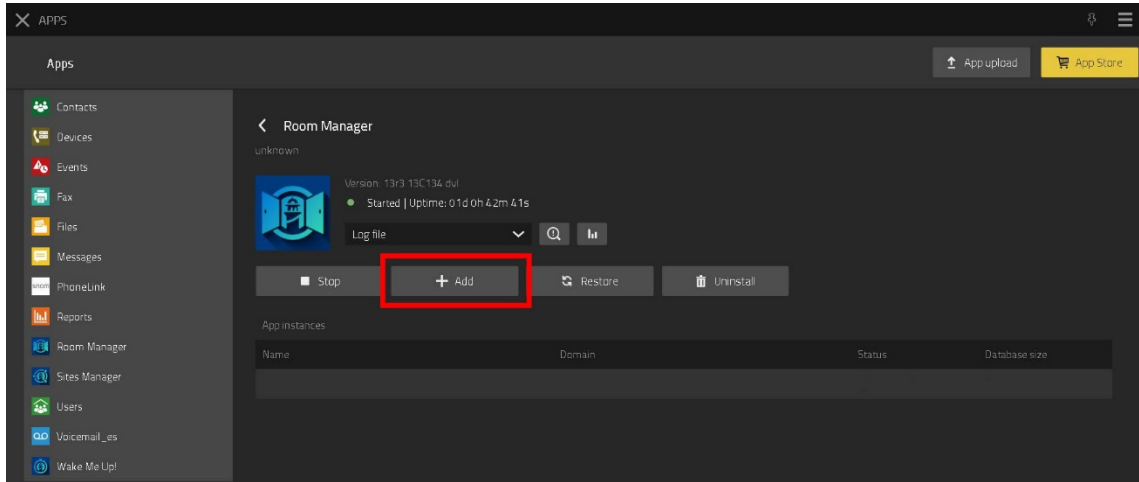 APPS
Apps
App upload
App Store
Contacts
Devices
Events
Fax
Files
Messages
snom PhoneLink
Reports
Room Manager
Sites Manager
Users
Voicemail_es
Wake Me Up!
Room Manager
unknown
Version: 13r3 13C134 dvl
Started | Uptime: 01d 0h 42m 41s
Log file
Stop
Add
Restore
Uninstall
App instances
Name Domain Status Database size